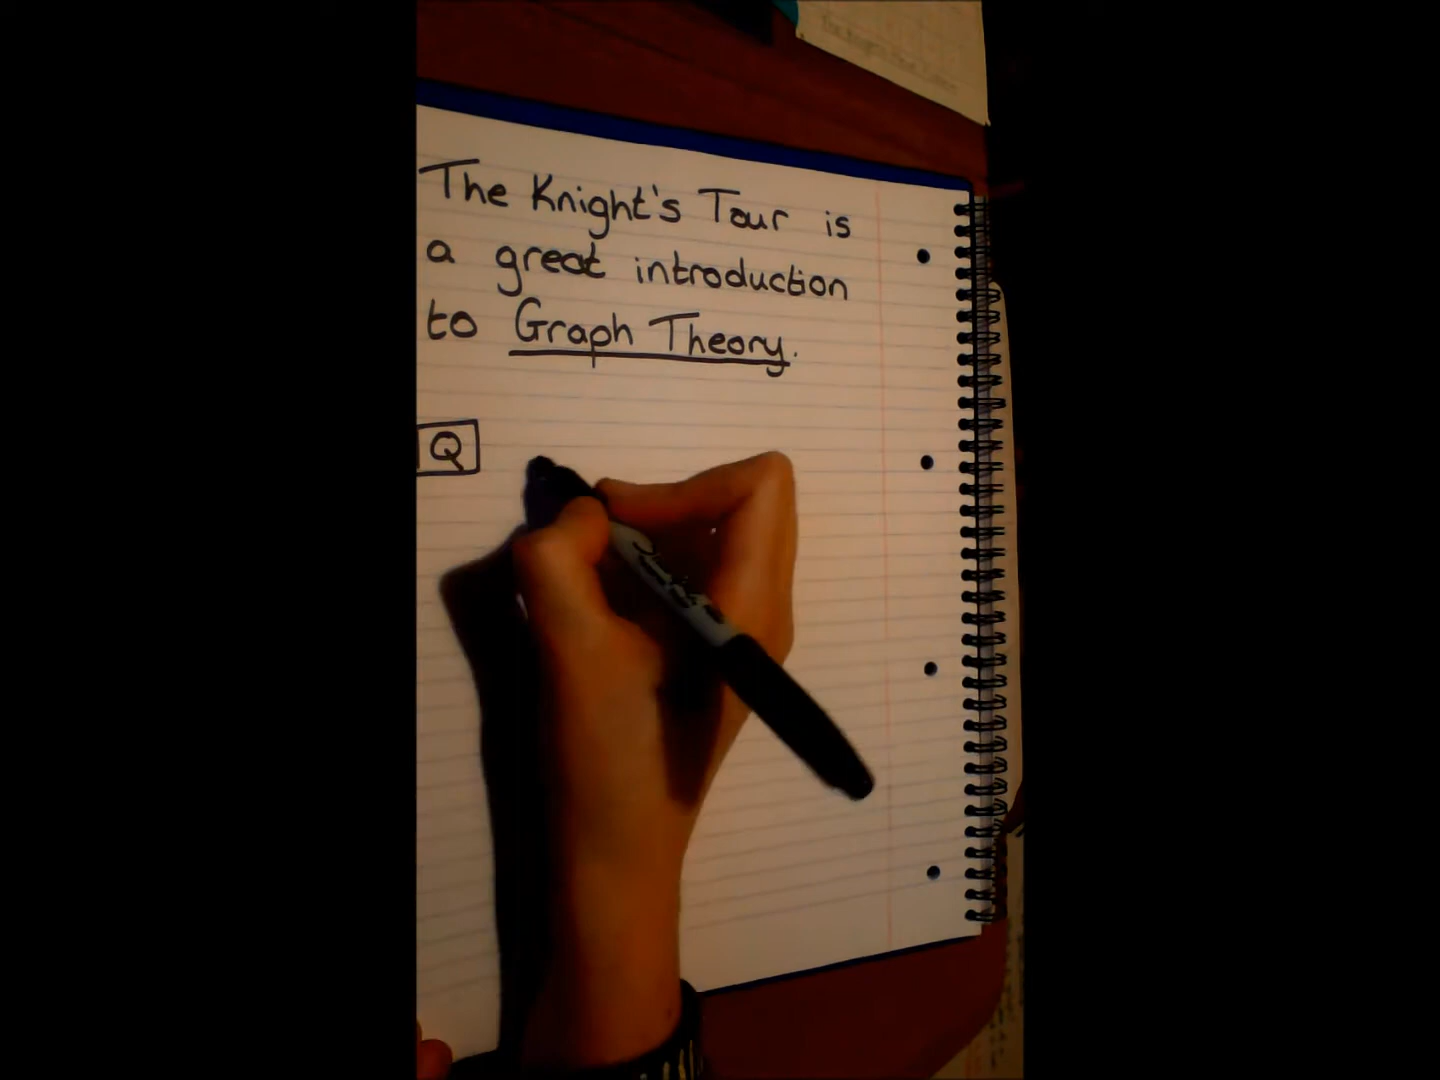 The Knight's Tour is
a great introduction
to Graph Theory.
Q